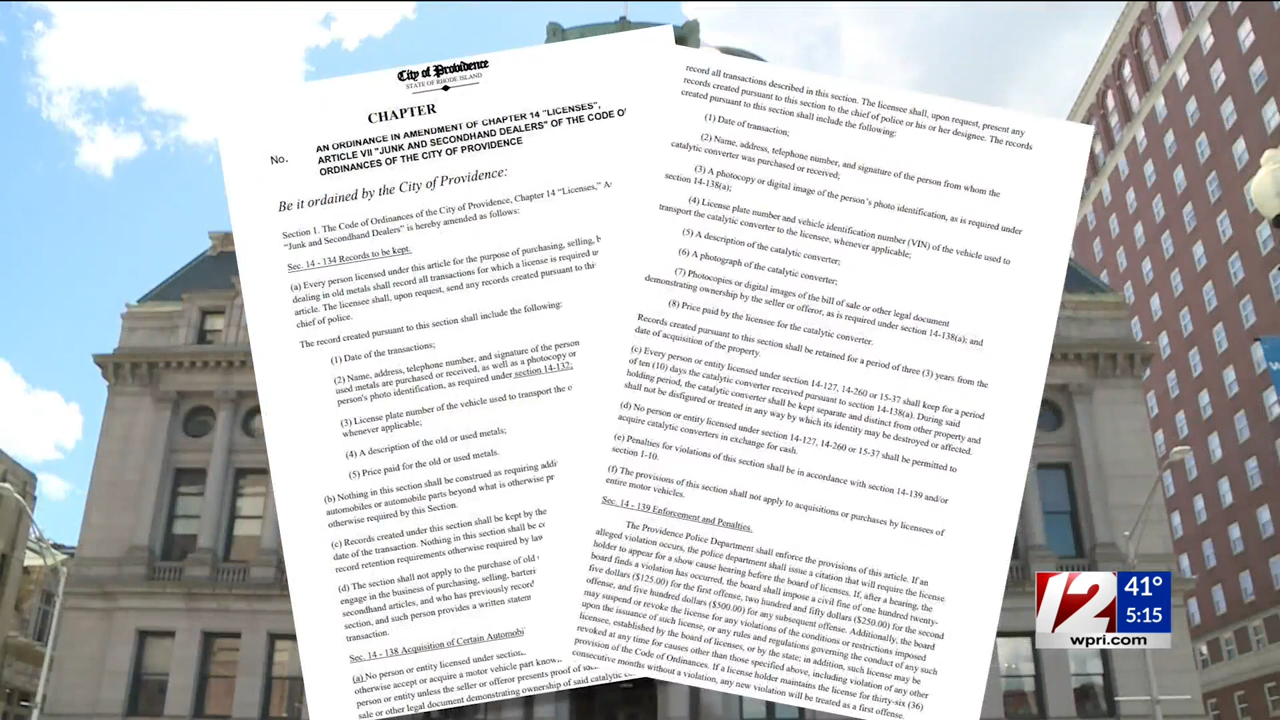 City of Providence
STATE OF RHODE ISLAND
CHAPTER
No.
AN ORDINANCE IN AMENDMENT OF CHAPTER 14 "LICENSES",
ARTICLE VII "JUNK AND SECONDHAND DEALERS" OF THE CODE O
ORDINANCES OF THE CITY OF PROVIDENCE
Be it ordained by the City of Providence:
Section 1. The Code of Ordinances of the City of Providence, Chapter 14 "Licenses,"
"Junk and Secondhand Dealers" is hereby amended as follows:
Sec. 14 - 134 Records to be kept.
(a) Every person licensed under this article for the purpose of purchasing, selling, b
dealing in old metals shall record all transactions for which a license is required u
article. The licensee shall, upon request, send any records created pursuant to thi
chief of police.
The record created pursuant to this section shall include the following:
(1) Date of the transactions;
(2) Name, address, telephone number, and signature of the person
used metals are purchased or received, as well as a photocopy or
person's photo identification, as required under section 14-132;
(3) License plate number of the vehicle used to transport the o
whenever applicable;
(4) A description of the old or used metals;
(5) Price paid for the old or used metals.
(b) Nothing in this section shall be construed as requiring addi
automobiles or automobile parts beyond what is otherwise pr
otherwise required by this Section.
(c) Records created under this section shall be kept by the
date of the transaction. Nothing in this section shall be co
record retention requirements otherwise required by law
(d) The section shall not apply to the purchase of old
engage in the business of purchasing, selling, barteri
secondhand articles, and who has previously record
section, and such person provides a written statem
transaction.
Sec. 14 - 138 Acquisition of Certain Automobi
(a) No person or entity licensed under section
otherwise accept or acquire a motor vehicle part know
person or entity unless the seller or offeror presents proof of
sale or other legal document demonstrating ownership of said catalytic
record all transactions described in this section. The licensee shall, upon request, present any
records created pursuant to this section to the chief of police or his or her designee. The records
created pursuant to this section shall include the following:
(1) Date of transaction;
(2) Name, address, telephone number, and signature of the person from whom the
catalytic converter was purchased or received;
(3) A photocopy or digital image of the person's photo identification, as is required under
section 14-138(a);
(4) License plate number and vehicle identification number (VIN) of the vehicle used to
transport the catalytic converter to the licensee, whenever applicable;
(5) A description of the catalytic converter;
(6) A photograph of the catalytic converter;
(7) Photocopies or digital images of the bill of sale or other legal document
demonstrating ownership by the seller or offeror, as is required under section 14-138(a); and
(8) Price paid by the licensee for the catalytic converter.
Records created pursuant to this section shall be retained for a period of three (3) years from the
date of acquisition of the property.
(c) Every person or entity licensed under section 14-127, 14-260 or 15-37 shall keep for a period
of ten (10) days the catalytic converter received pursuant to section 14-138(a). During said
holding period, the catalytic converter shall be kept separate and distinct from other property and
shall not be disfigured or treated in any way by which its identity may be destroyed or affected.
(d) No person or entity licensed under section 14-127, 14-260 or 15-37 shall be permitted to
acquire catalytic converters in exchange for cash.
(e) Penalties for violations of this section shall be in accordance with section 14-139 and/or
section 1-10.
(f) The provisions of this section shall not apply to acquisitions or purchases by licensees of
entire motor vehicles.
Sec. 14 - 139 Enforcement and Penalties.
The Providence Police Department shall enforce the provisions of this article. If an
alleged violation occurs, the police department shall issue a citation that will require the license
holder to appear for a show cause hearing before the board of licenses. If, after a hearing, the
board finds a violation has occurred, the board shall impose a civil fine of one hundred twenty-
five dollars ($125.00) for the first offense, two hundred and fifty dollars ($250.00) for the second
offense, and five hundred dollars ($500.00) for any subsequent offense. Additionally, the board
may suspend or revoke the license for any violations of the conditions or restrictions imposed
upon the issuance of such license, or any rules and regulations governing the conduct of any such
licensee, established by the board of licenses, or by the state; in addition, such license may be
revoked at any time for causes other than those specified above, including violation of any other
provision of the Code of Ordinances. If a license holder maintains the license for thirty-six (36)
consecutive months without a violation, any new violation will be treated as a first offense.
12
41°
5:15
wpri.com